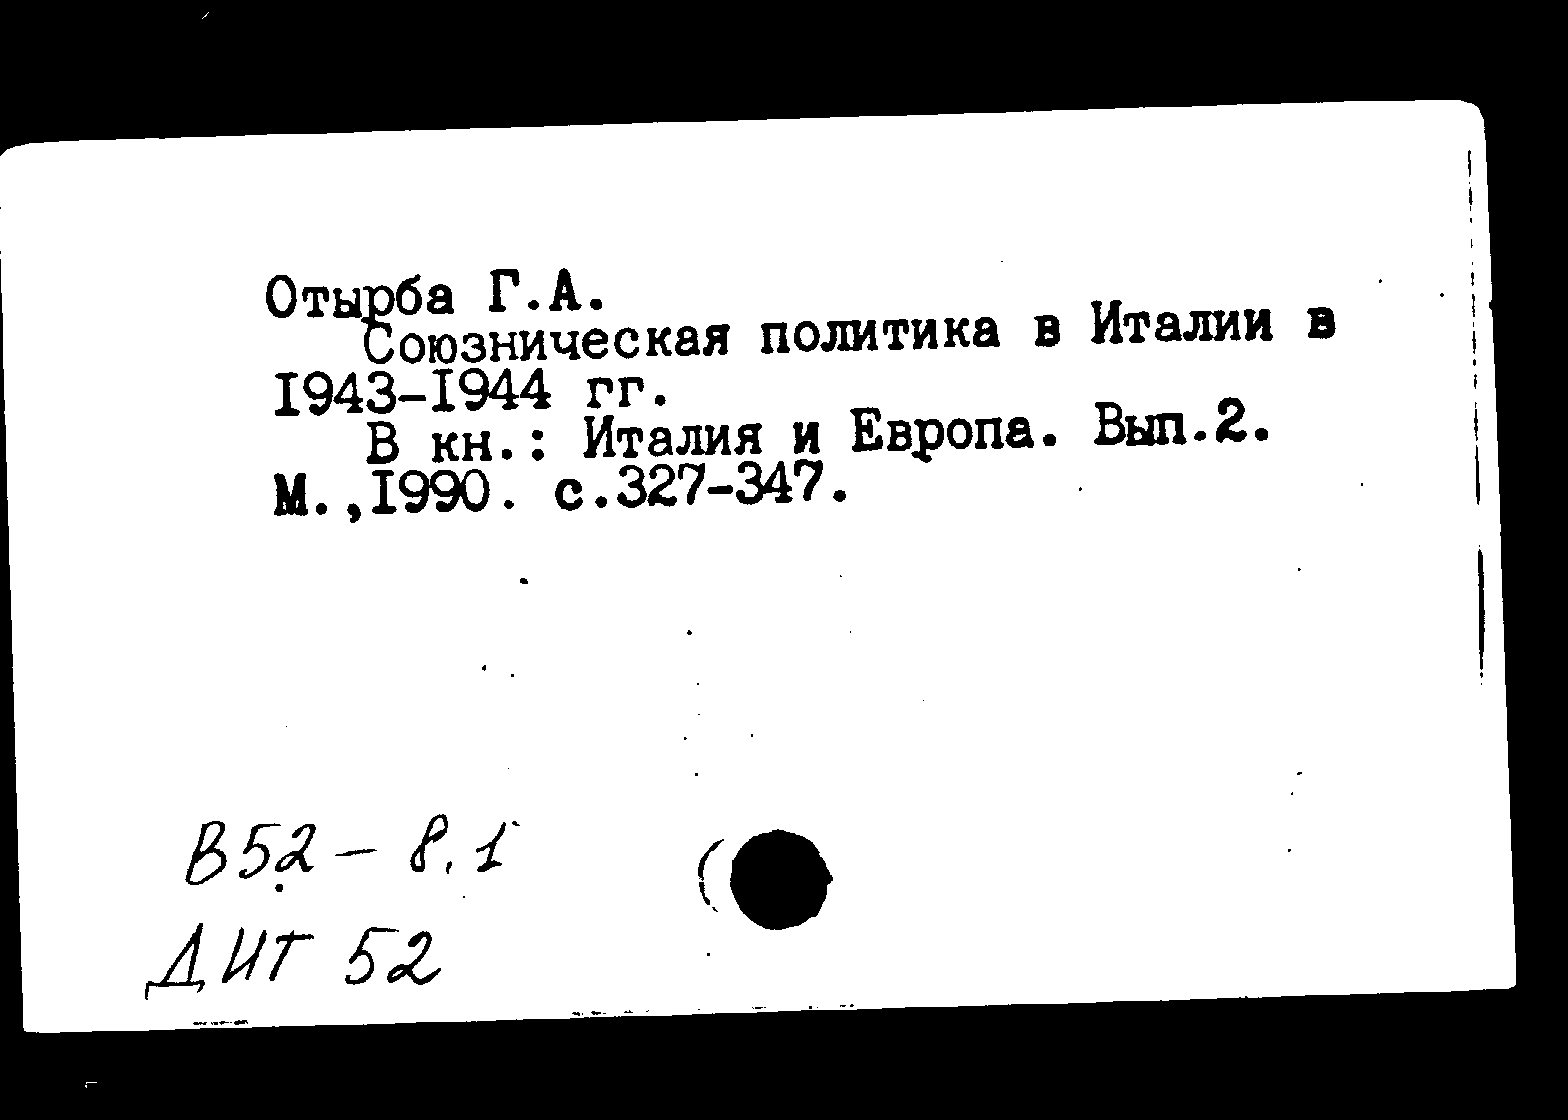 Отырба Г.А.
Союзническая политика в Италии в
1943-1944 гг.
В кн.: Италия и Европа. Вып.2.
М.,1990. с.327-347.
В52 - 8.1
ДИТ 52